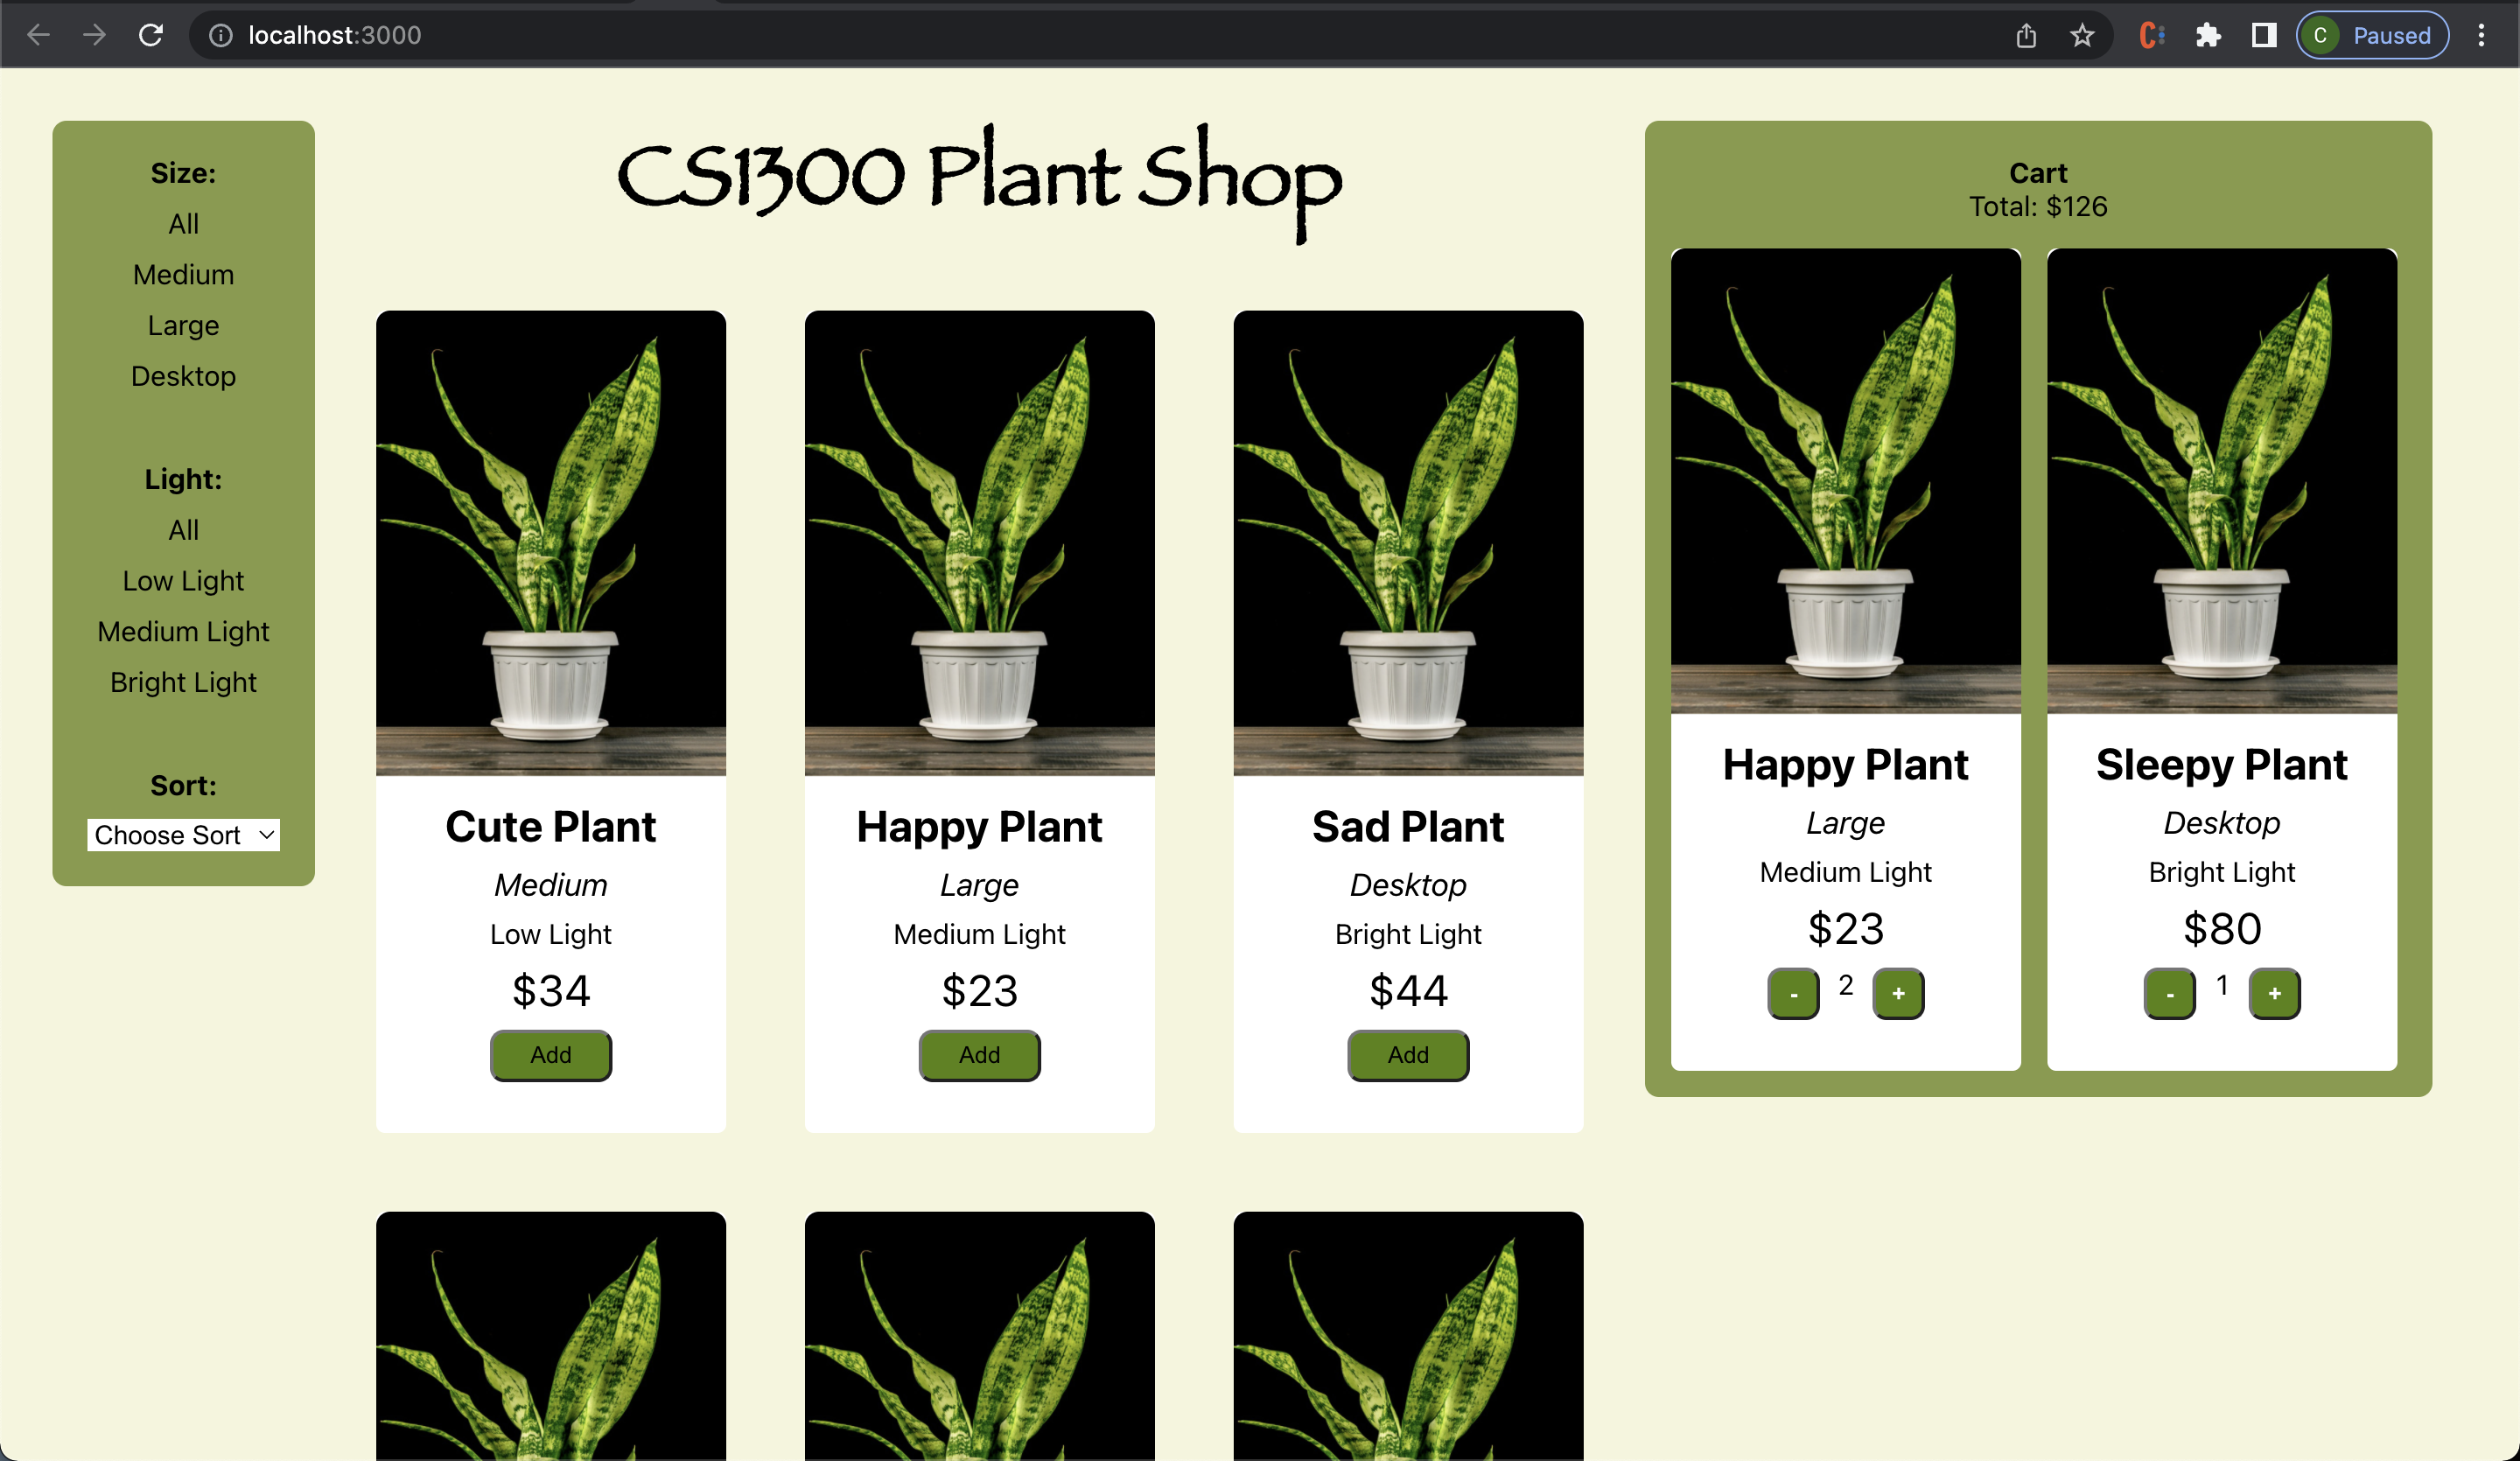 localhost:3000
C Paused
Size:
All
Medium
Large
Desktop
Light:
All
Low Light
Medium Light
Bright Light
Sort:
Choose Sort
CS1300 Plant Shop
Cute Plant
Medium
Low Light
$34
Add
Happy Plant
Large
Medium Light
$23
Add
Sad Plant
Desktop
Bright Light
$44
Add
Cart
Total: $126
Happy Plant
Large
Medium Light
$23
- 2 +
Sleepy Plant
Desktop
Bright Light
$80
- 1 +